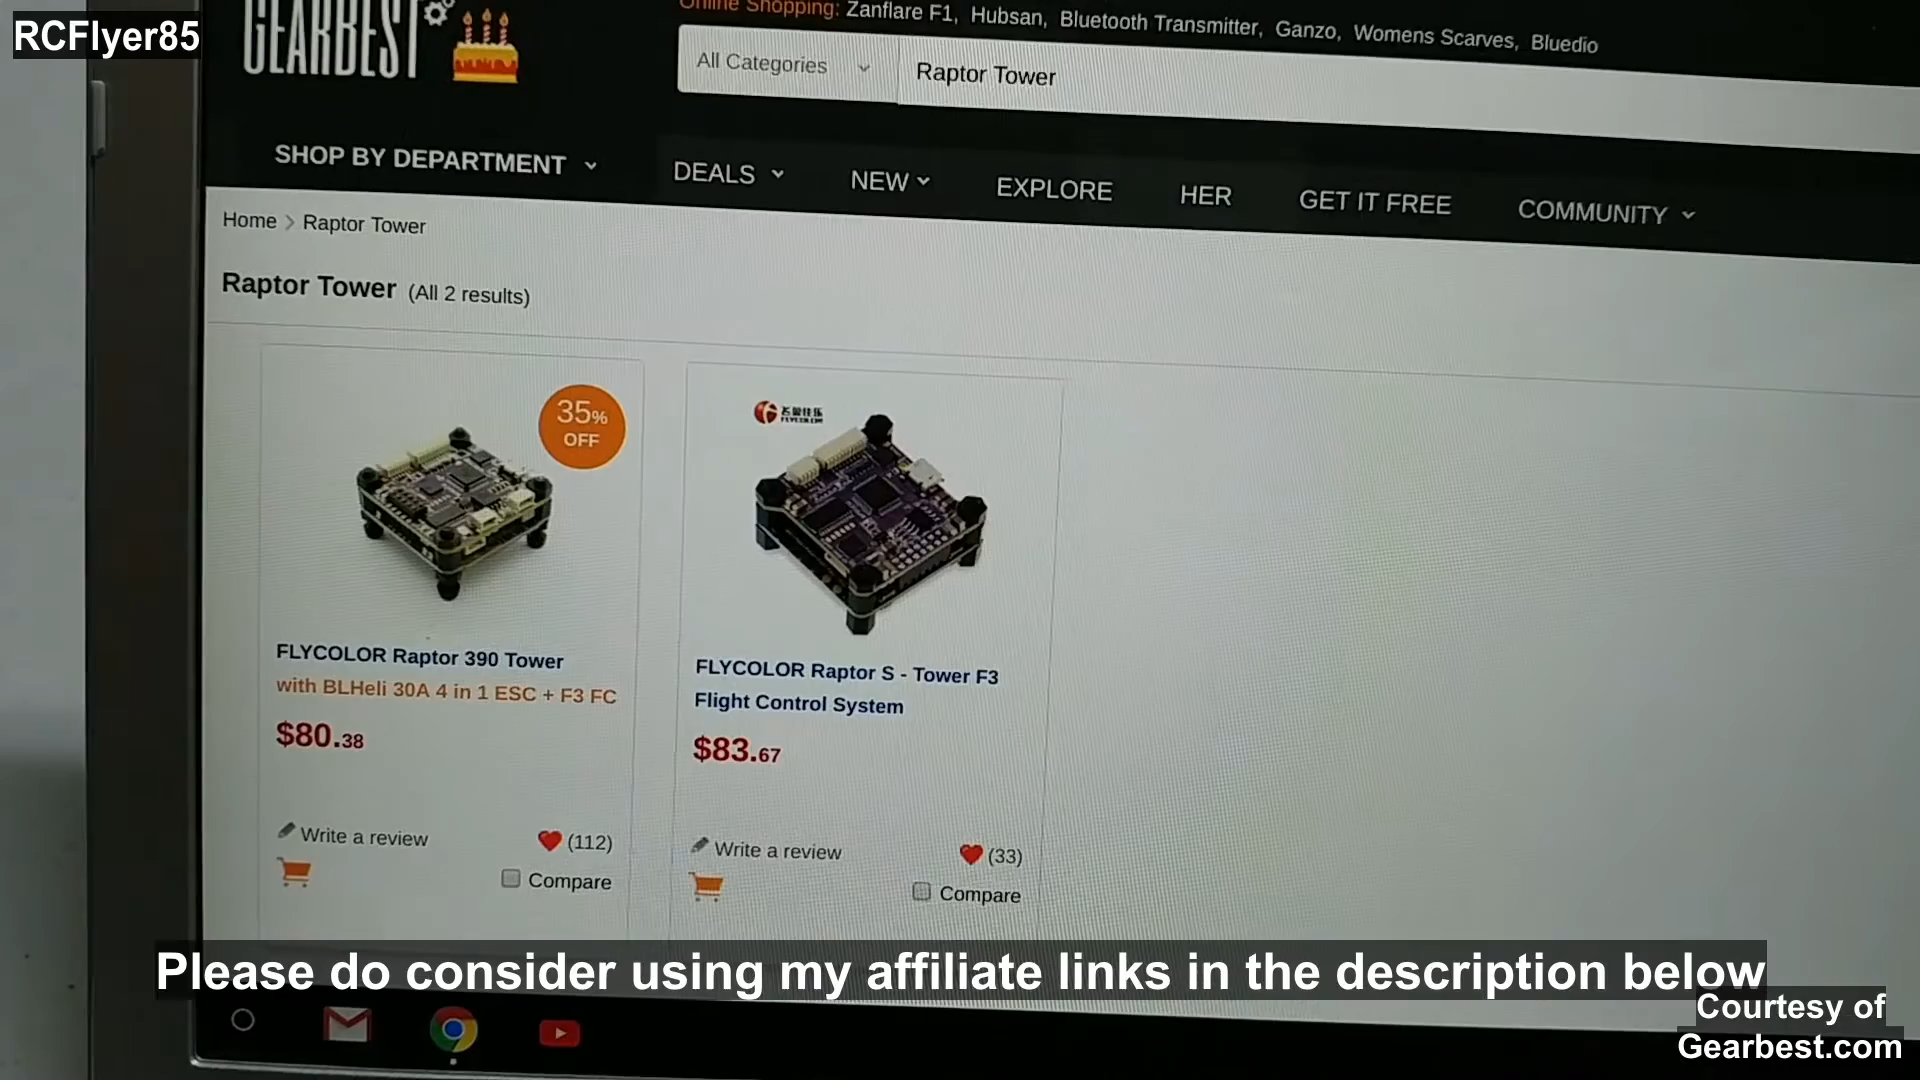 RCFlyer85
GEARBEST
Online Shopping: Zanflare F1, Hubsan, Bluetooth Transmitter, Ganzo, Womens Scarves, Bluedio
All Categories
Raptor Tower
SHOP BY DEPARTMENT
DEALS
NEW
EXPLORE
HER
GET IT FREE
COMMUNITY
Home > Raptor Tower
Raptor Tower (All 2 results)
35% OFF
FLYCOLOR Raptor 390 Tower
with BLHeli 30A 4 in 1 ESC + F3 FC
$80.38
Write a review
(112)
Compare
FLYCOLOR Raptor S - Tower F3
Flight Control System
$83.67
Write a review
(33)
Compare
Please do consider using my affiliate links in the description below
Courtesy of
Gearbest.com